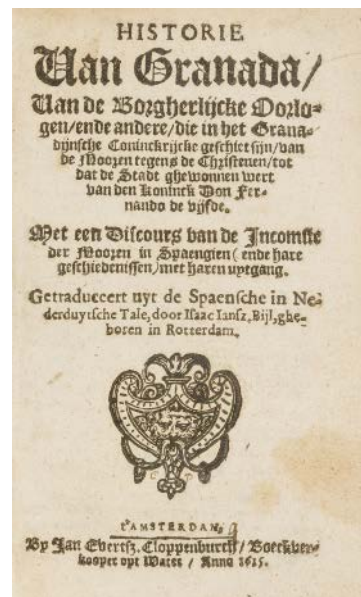 HISTORIE
Van Granada/
Van de Borgherlijcke Oorlo-
gen/ende andere/die in het Grana-
dijnsche Coninckrijcke geschiet sijn/van
de Mooren tegens de Christenen/tot
dat de Stadt ghewonnen wert
van den Koninck Don Fer-
nando de vijfde.
Met een Discours van de Incomste
der Mooren in Spaengien (ende hare
geschiedenissen/met haren uytgang.
Getraduceert uyt de Spaensche in Ne-
derduytsche Tale, door Isaac Iansz. Bijl, ghe-
boren in Rotterdam.
t'AMSTERDAM,
By Jan Evertsz. Cloppenburch/Boeckver-
kooper opt Water / Anno 1615.